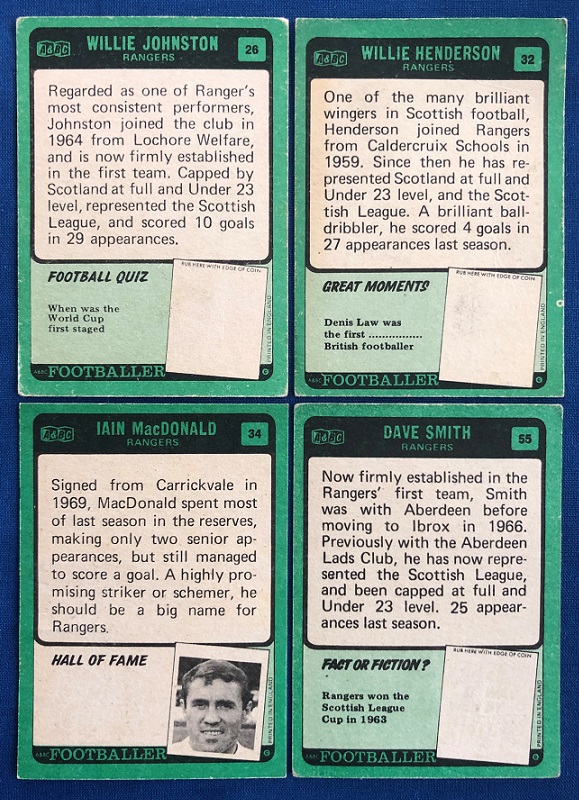 A&BC
WILLIE JOHNSTON
26
RANGERS
Regarded as one of Ranger's
most consistent performers,
Johnston joined the club in
1964 from Lochore Welfare,
and is now firmly established
in the first team. Capped by
Scotland at full and Under 23
level, represented the Scottish
League, and scored 10 goals
in 29 appearances.
FOOTBALL QUIZ
When was the
World Cup
first staged
RUB HERE WITH EDGE OF COIN
PRINTED IN ENGLAND
A&BC FOOTBALLER
G
A&BC
WILLIE HENDERSON
32
RANGERS
One of the many brilliant
wingers in Scottish football,
Henderson joined Rangers
from Caldercruix Schools in
1959. Since then he has re-
presented Scotland at full and
Under 23 level, and the Scot-
tish League. A brilliant ball-
dribbler, he scored 4 goals in
27 appearances last season.
GREAT MOMENTS
Denis Law was
the first ................
British footballer
RUB HERE WITH EDGE OF COIN
PRINTED IN ENGLAND
A&BC FOOTBALLER
G
A&BC
IAIN MacDONALD
34
RANGERS
Signed from Carrickvale in
1969, MacDonald spent most
of last season in the reserves,
making only two senior ap-
pearances, but still managed
to score a goal. A highly pro-
mising striker or schemer, he
should be a big name for
Rangers.
HALL OF FAME
PRINTED IN ENGLAND
A&BC FOOTBALLER
G
A&BC
DAVE SMITH
55
RANGERS
Now firmly established in the
Rangers' first team, Smith
was with Aberdeen before
moving to Ibrox in 1966.
Previously with the Aberdeen
Lads Club, he has now repre-
sented the Scottish League,
and been capped at full and
Under 23 level. 25 appear-
ances last season.
FACT OR FICTION?
Rangers won the
Scottish League
Cup in 1963
RUB HERE WITH EDGE OF COIN
PRINTED IN ENGLAND
A&BC FOOTBALLER
G